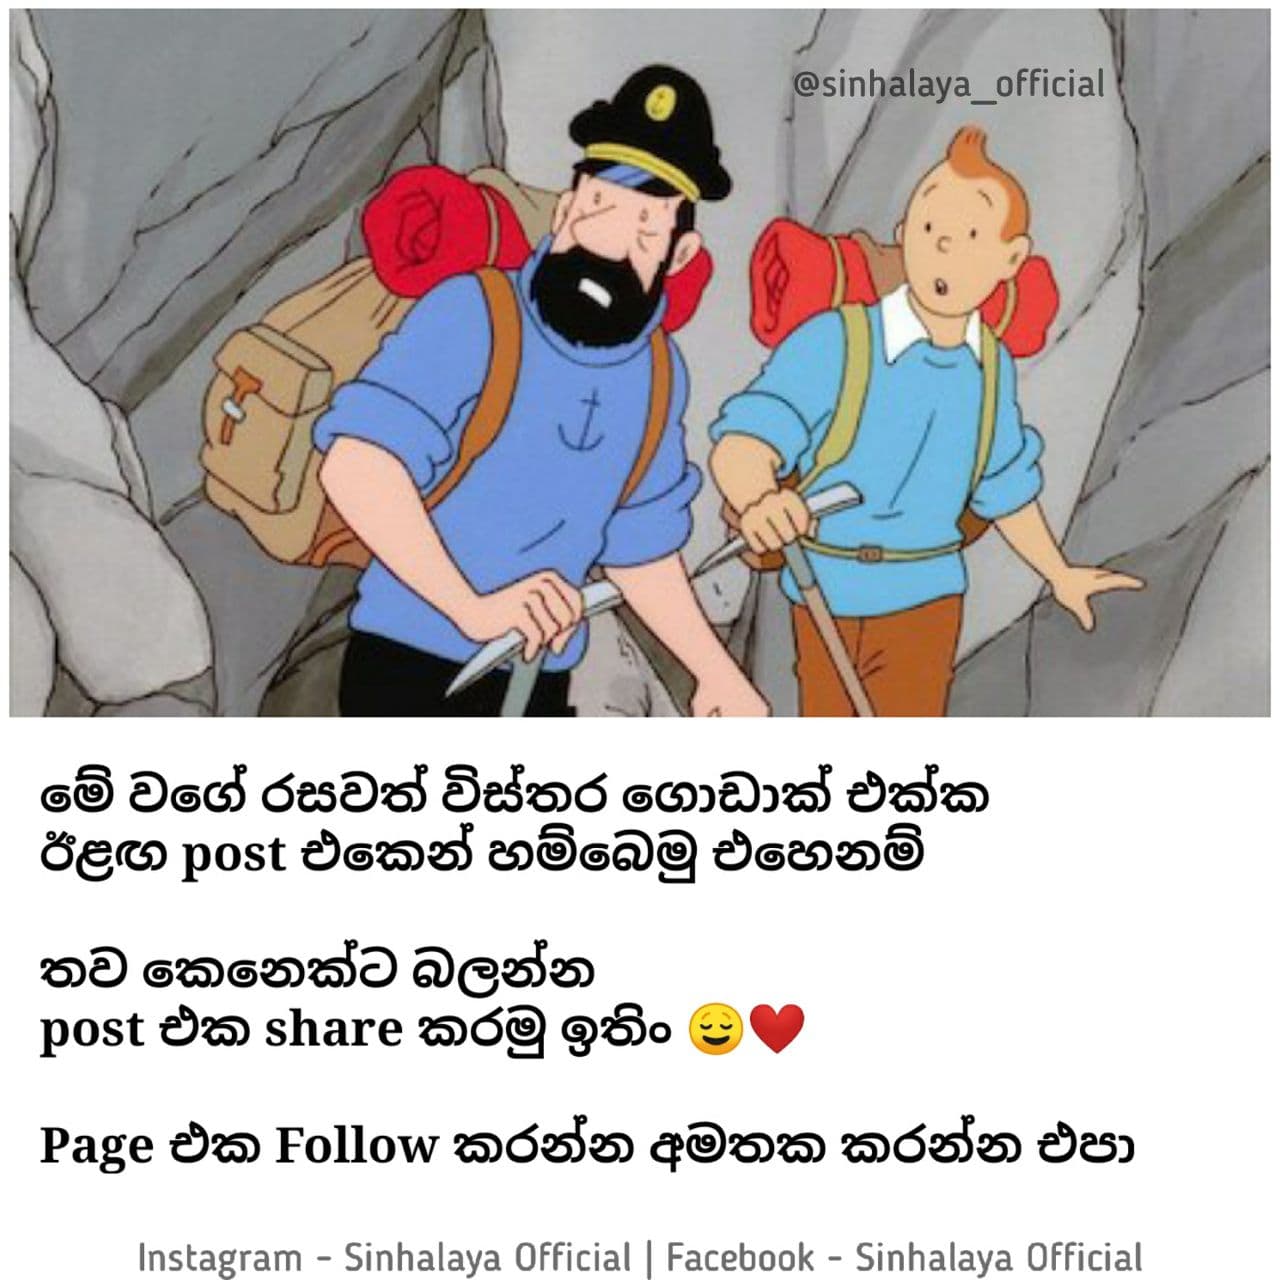 @sinhalaya_official
මේ වගේ රසවත් විස්තර ගොඩාක් එක්ක
ඊළඟ post එකෙන් හම්බෙමු එහෙනම්
තව කෙනෙක්ට බලන්න
post එක share කරමු ඉතිං 😌❤️
Page එක Follow කරන්න අමතක කරන්න එපා
Instagram - Sinhalaya Official | Facebook - Sinhalaya Official